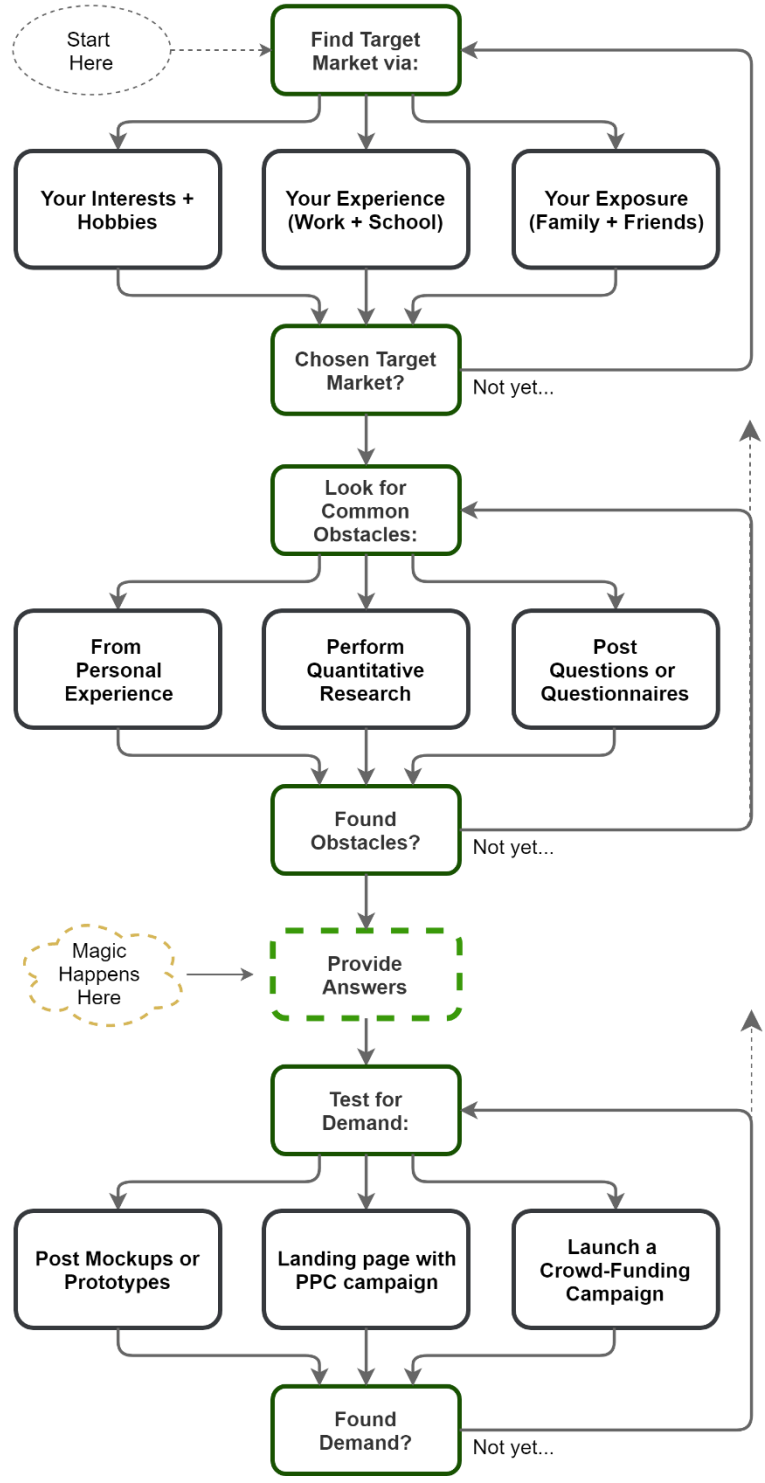 Start
Here
Find Target
Market via:
Your Interests +
Hobbies
Your Experience
(Work + School)
Your Exposure
(Family + Friends)
Chosen Target
Market?
Not yet...
Look for
Common
Obstacles:
From
Personal
Experience
Perform
Quantitative
Research
Post
Questions or
Questionnaires
Found
Obstacles?
Not yet...
Magic
Happens
Here
Provide
Answers
Test for
Demand:
Post Mockups or
Prototypes
Landing page with
PPC campaign
Launch a
Crowd-Funding
Campaign
Found
Demand?
Not yet...